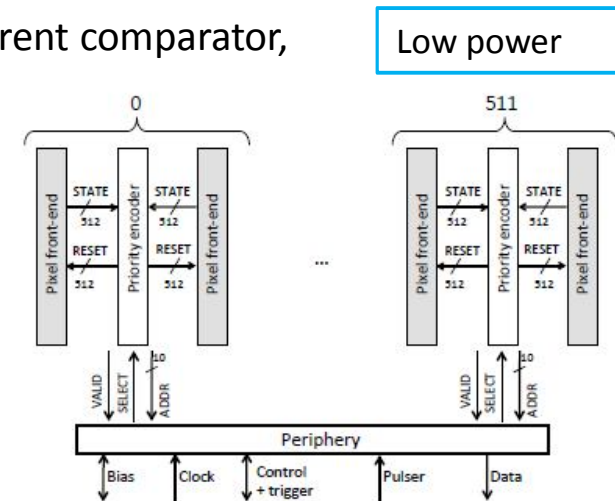 rent comparator,
Low power
0
511
Pixel front-end
STATE
512
RESET
512
Priority encoder
STATE
512
RESET
512
Pixel front-end
...
Pixel front-end
STATE
512
RESET
512
Priority encoder
STATE
512
RESET
512
Pixel front-end
VALID
SELECT
ADDR
10
VALID
SELECT
ADDR
10
Periphery
Bias
Clock
Control
+ trigger
Pulser
Data